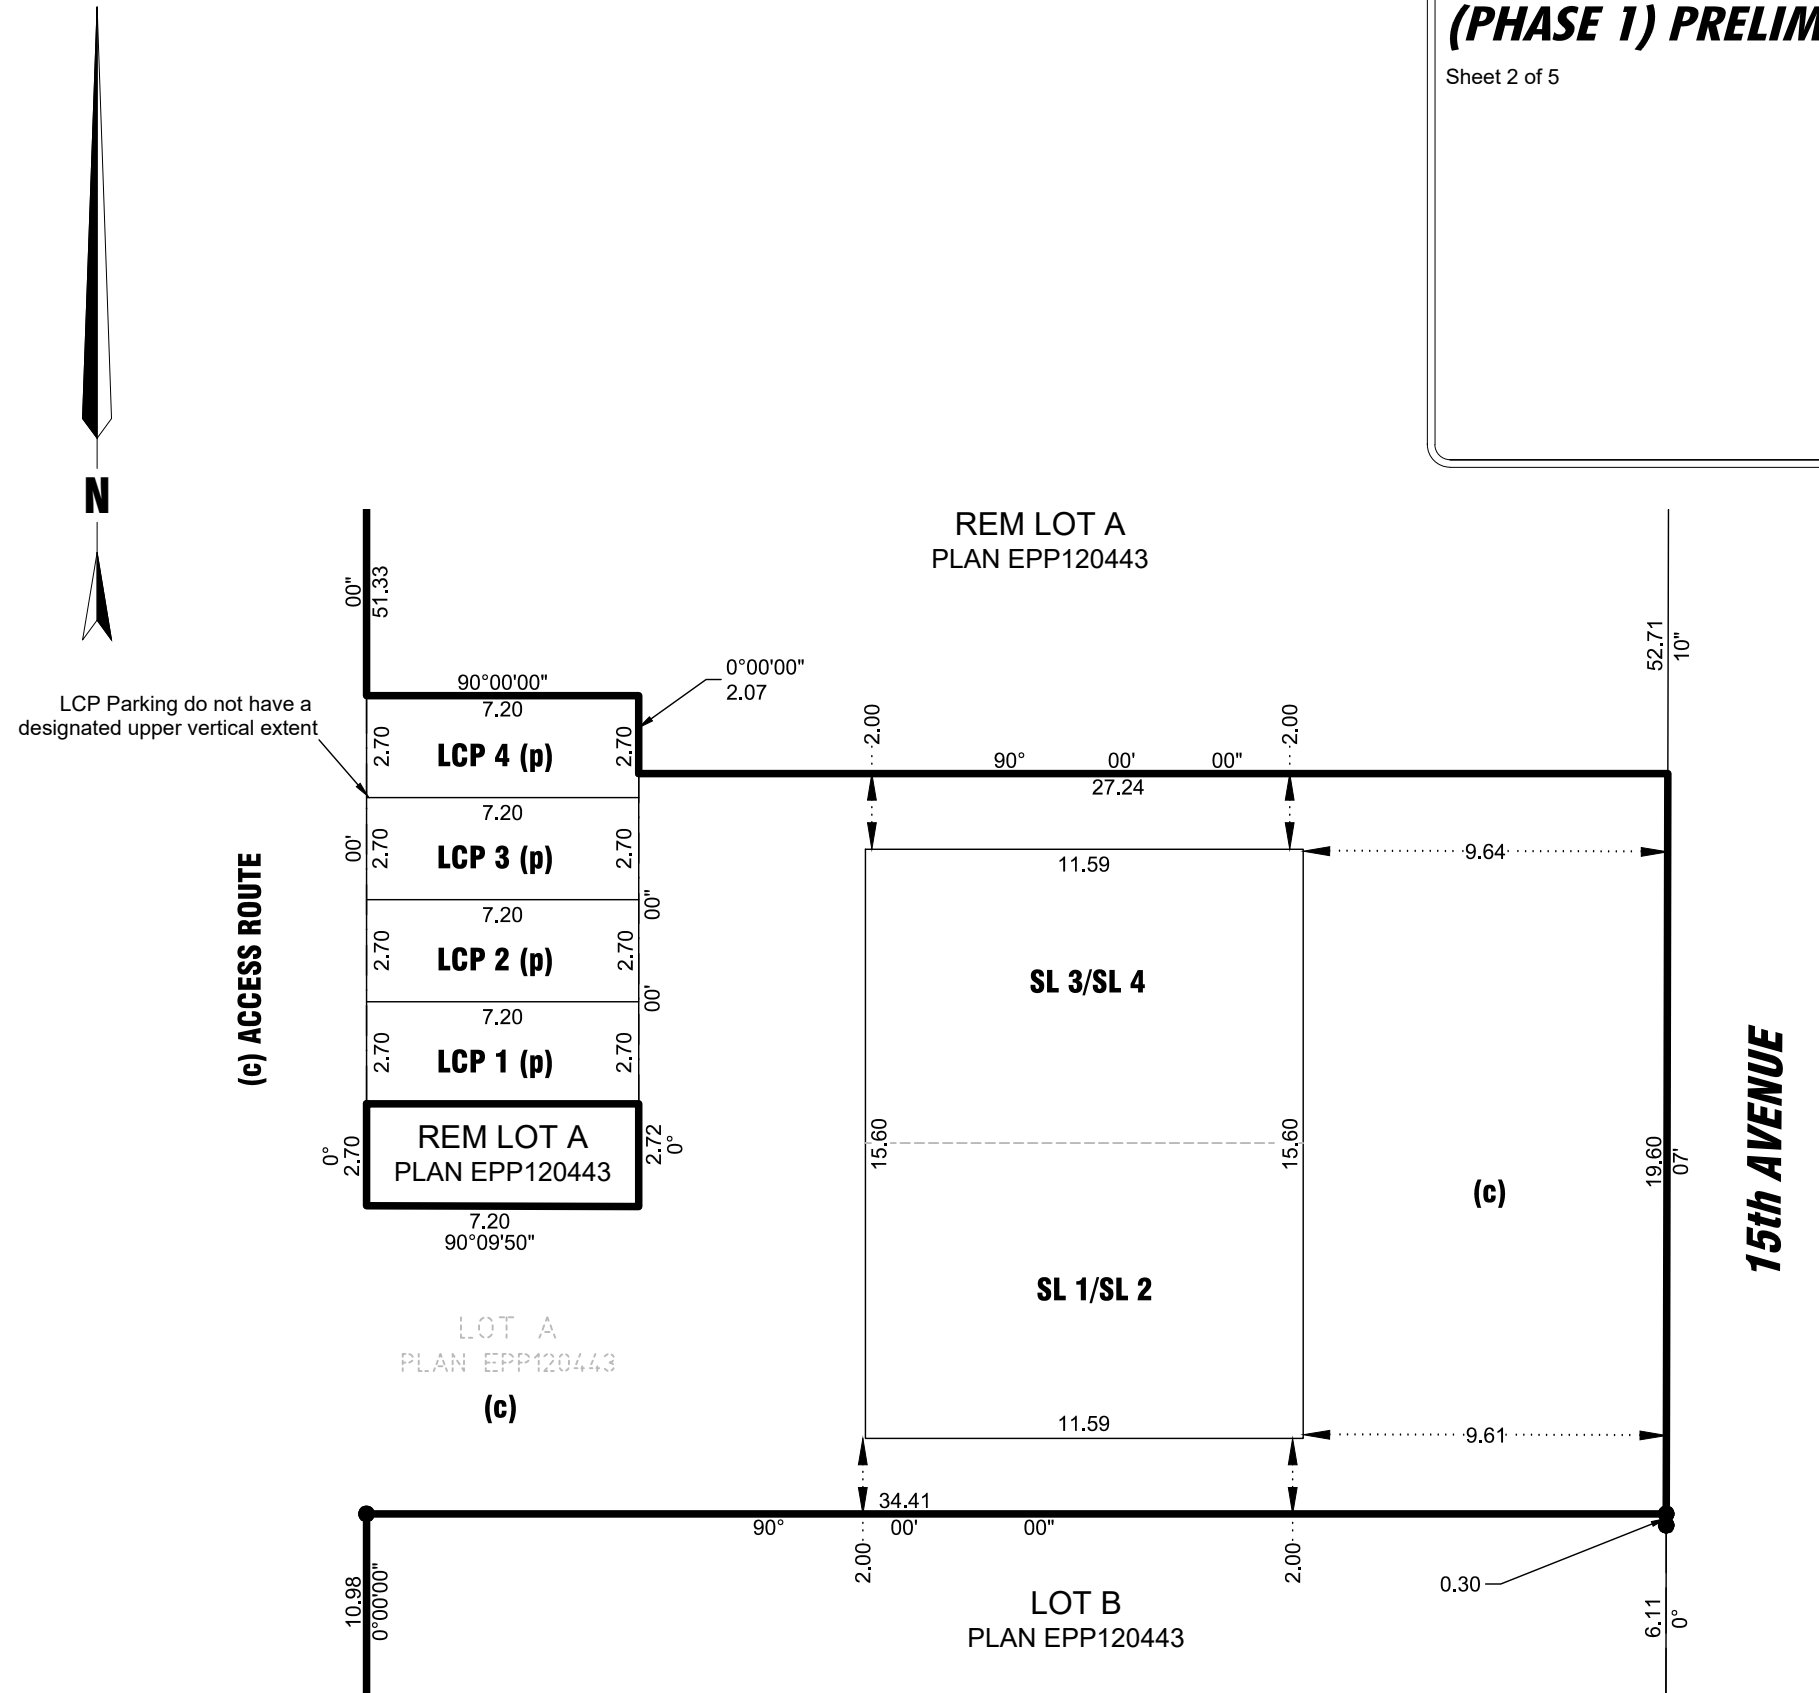 (PHASE 1) PRELIM
Sheet 2 of 5
N
REM LOT A
PLAN EPP120443
00"
51.33
52.71
10"
0°00'00"
2.07
90°00'00"
7.20
LCP Parking do not have a
designated upper vertical extent
2.70
LCP 4 (p)
2.70
2.00
2.00
90° 00' 00"
27.24
7.20
00'
2.70
LCP 3 (p)
2.70
11.59
9.64
(c) ACCESS ROUTE
7.20
00"
2.70
LCP 2 (p)
2.70
SL 3/SL 4
00'
7.20
2.70
LCP 1 (p)
2.70
15th AVENUE
0°
2.70
REM LOT A
PLAN EPP120443
2.72
0°
15.60
15.60
19.60
07'
(c)
7.20
90°09'50"
SL 1/SL 2
LOT A
PLAN EPP120443
(c)
11.59
9.61
34.41
90° 00' 00"
2.00
2.00
10.98
0°00'00"
0.30
LOT B
PLAN EPP120443
6.11
0°